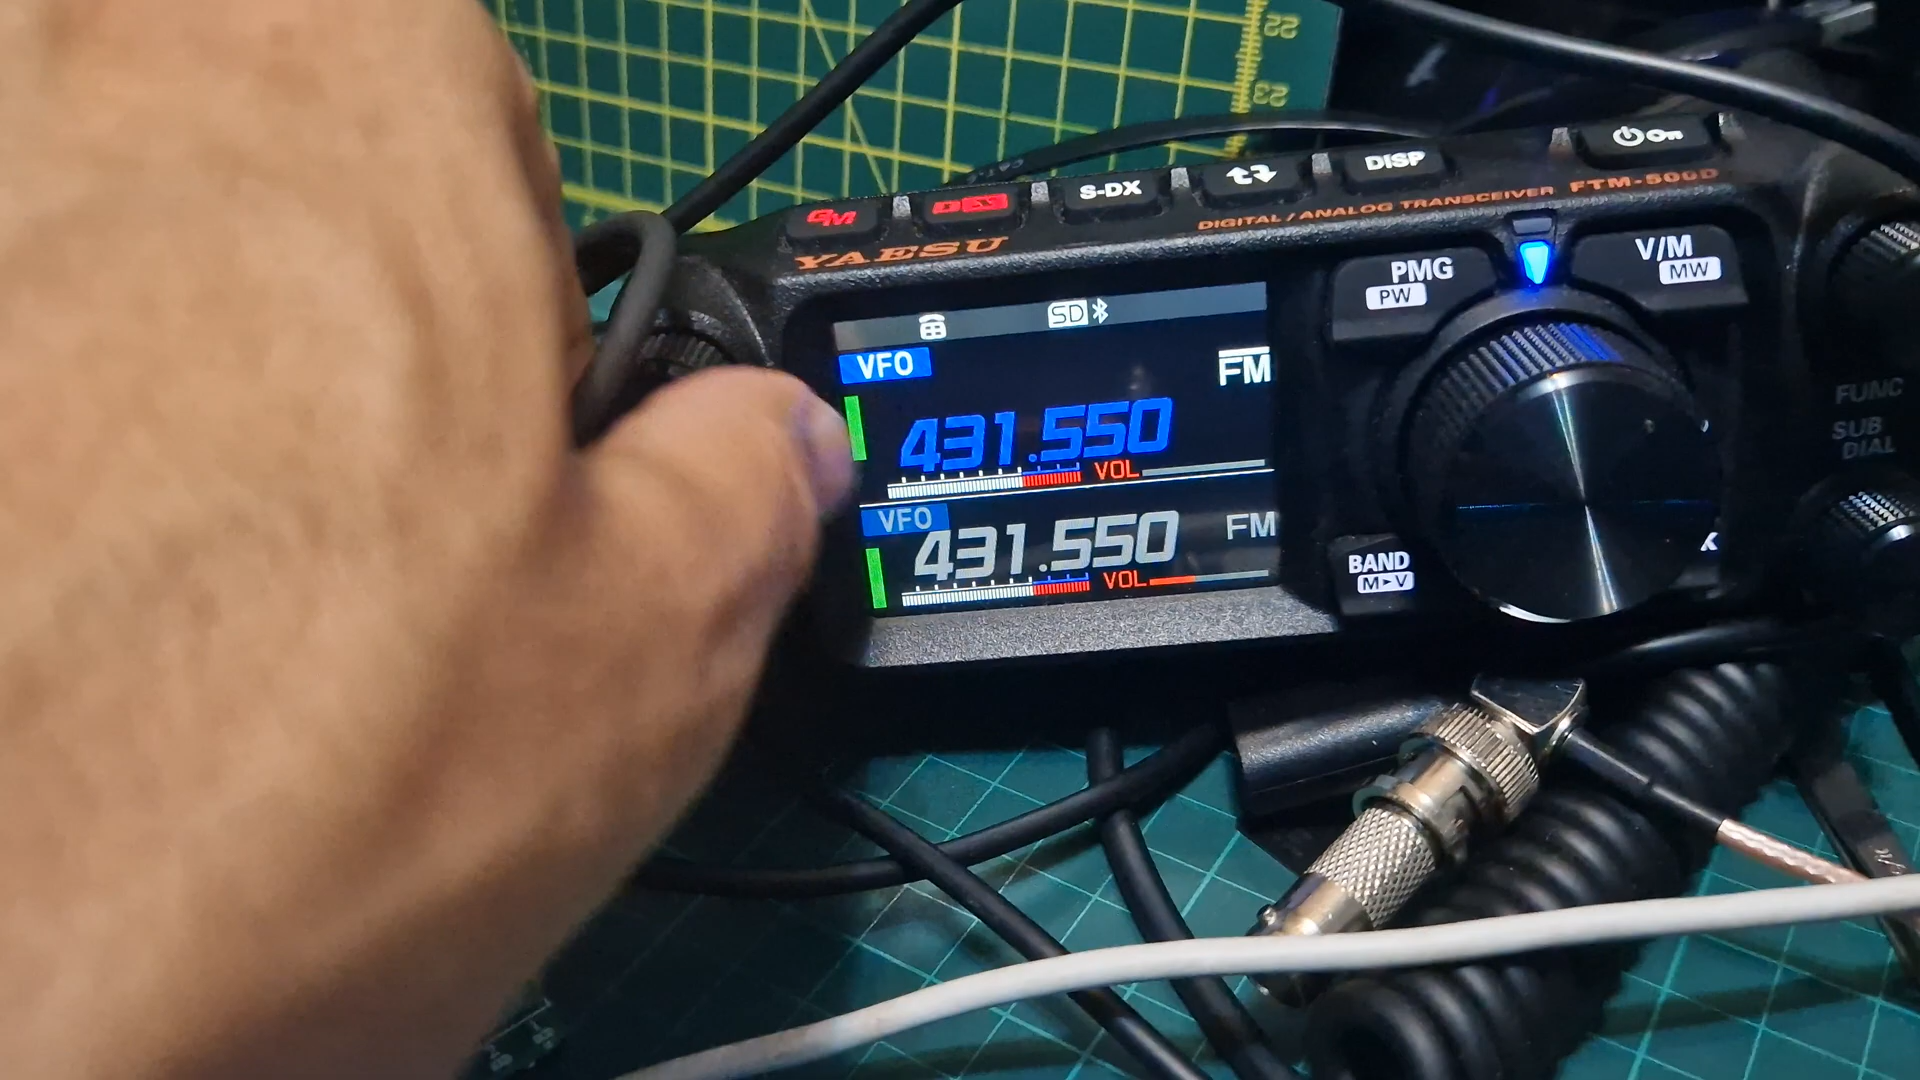 GM
S-DX
DISP
YAESU
DIGITAL / ANALOG TRANSCEIVER FTM-500D
PMG
PW
V/M
MW
SD
VFO
FM
431.550
VOL
VFO
FM
431.550
VOL
BAND
M►V
FUNC
SUB
DIAL
22